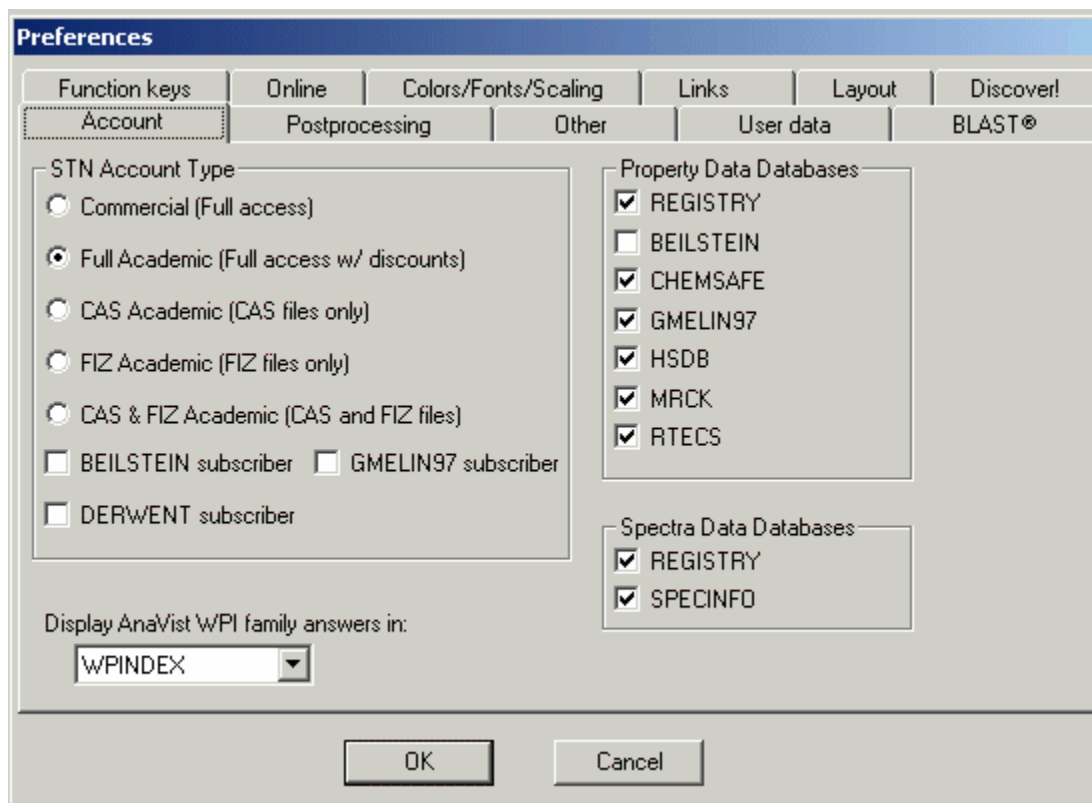 Preferences
Function keys
Online
Colors/Fonts/Scaling
Links
Layout
Discover!
Account
Postprocessing
Other
User data
BLAST®
STN Account Type
Commercial (Full access)
Full Academic (Full access w/ discounts)
CAS Academic (CAS files only)
FIZ Academic (FIZ files only)
CAS & FIZ Academic (CAS and FIZ files)
BEILSTEIN subscriber
GMELIN97 subscriber
DERWENT subscriber
Display AnaVist WPI family answers in:
WPINDEX
Property Data Databases
REGISTRY
BEILSTEIN
CHEMSAFE
GMELIN97
HSDB
MRCK
RTECS
Spectra Data Databases
REGISTRY
SPECINFO
OK
Cancel